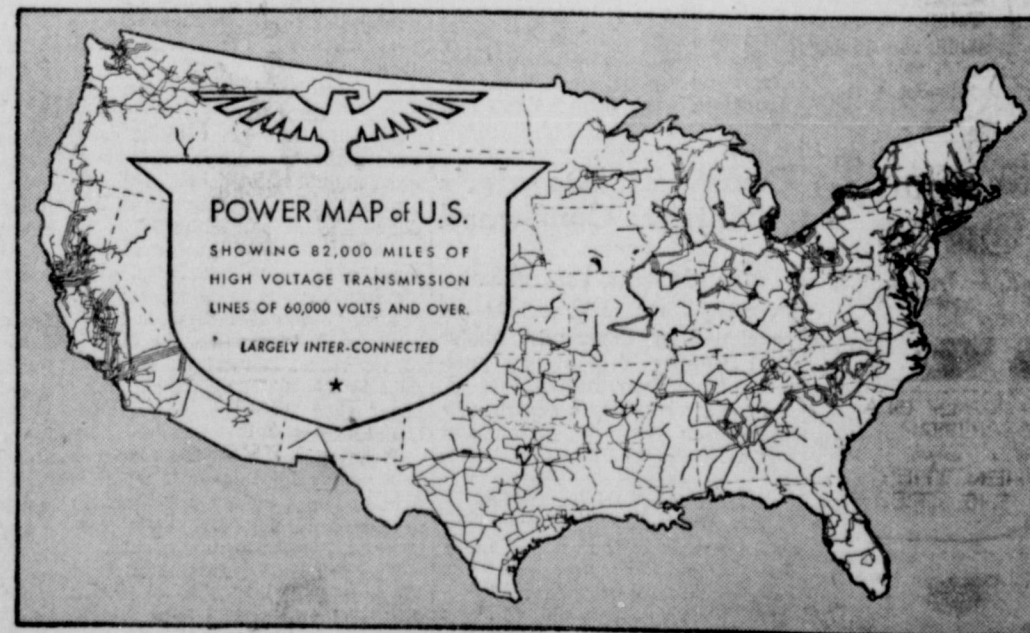 POWER MAP of U.S.
SHOWING 82,000 MILES OF
HIGH VOLTAGE TRANSMISSION
LINES OF 60,000 VOLTS AND OVER.
LARGELY INTER-CONNECTED